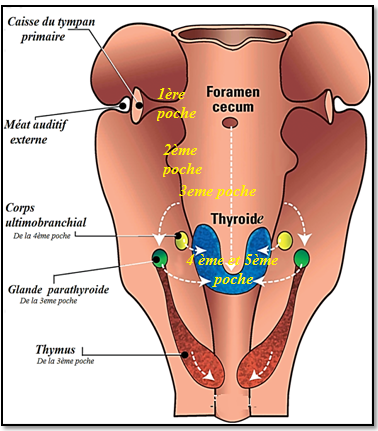 Caisse du tympan
primaire
1ère
poche
Foramen
cecum
Méat auditif
externe
2ème
poche
3eme poche
Thyroide
Corps
ultimobranchial
De la 4ème poche
4 ème et 5ème
poche
Glande parathyroide
De la 3eme poche
Thymus
De la 3ème poche